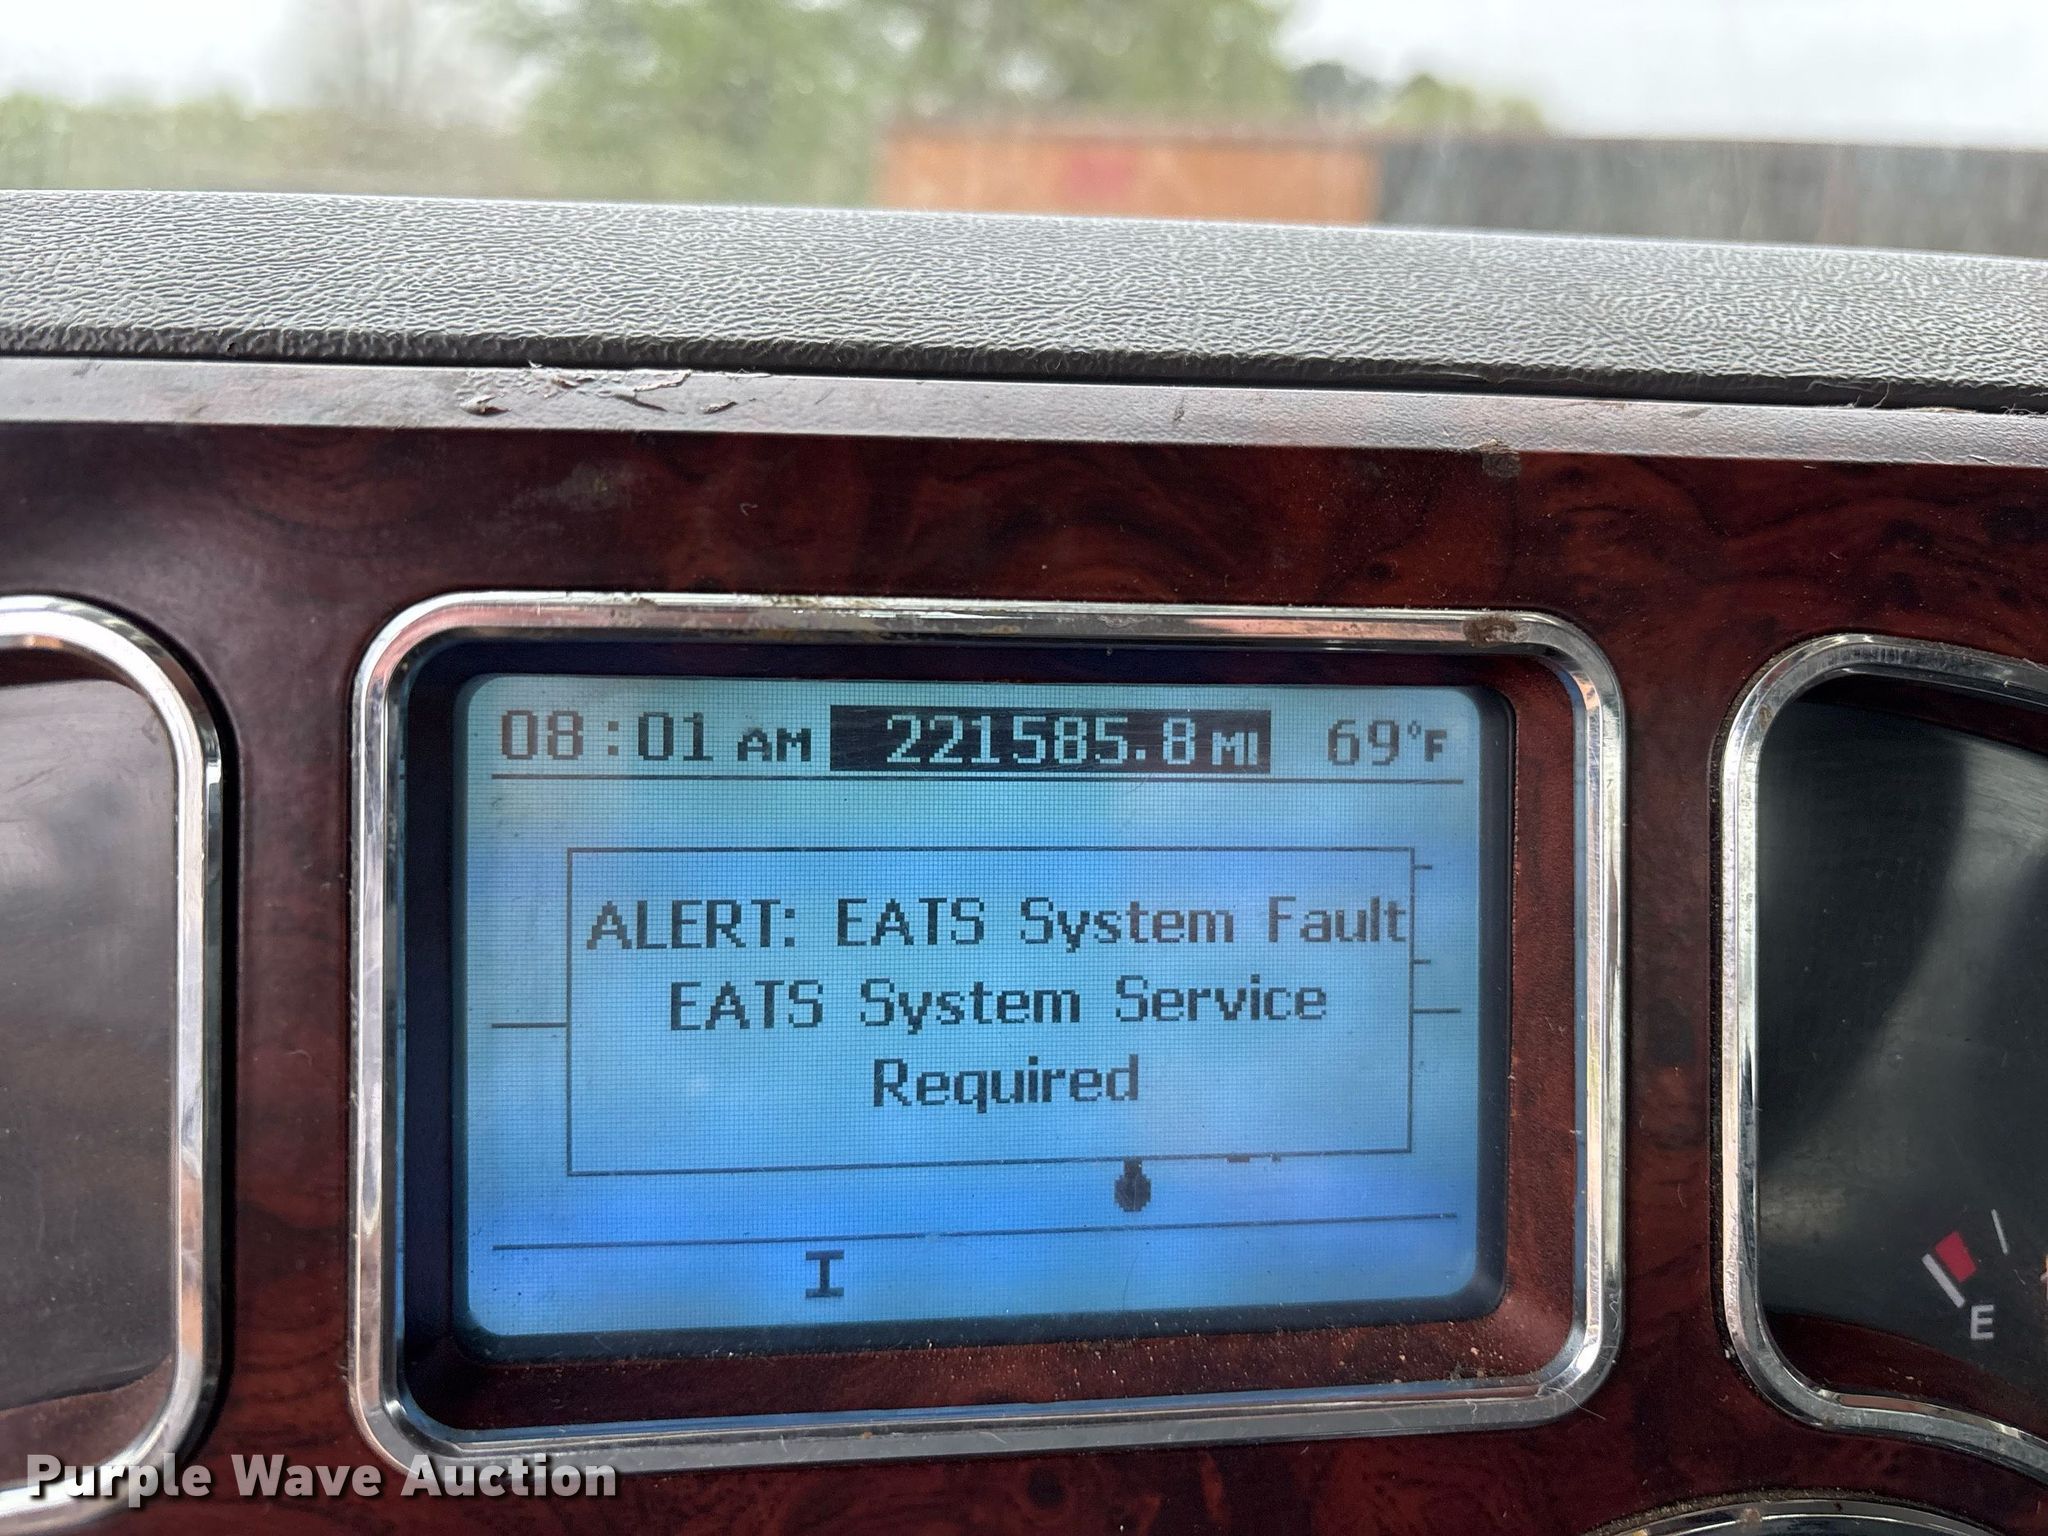 08:01 AM 221585.8 MI 69°F
ALERT: EATS System Fault
EATS System Service
Required
I
E
Purple Wave Auction